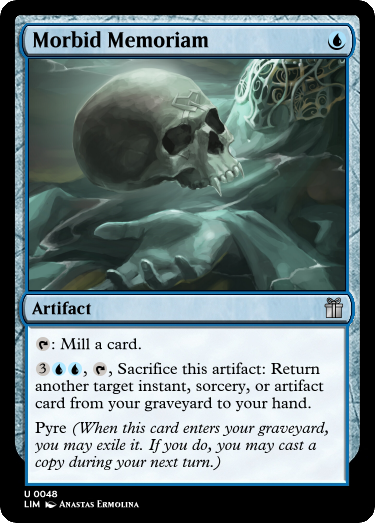 Morbid Memoriam
: Mill a card.
3, , Sacrifice this artifact: Return
another target instant, sorcery, or artifact
card from your graveyard to your hand.
Pyre (When this card enters your graveyard,
you may exile it. If you do, you may cast a
copy during your next turn.)
Artifact
U 0048
LIM Anastas Ermolina